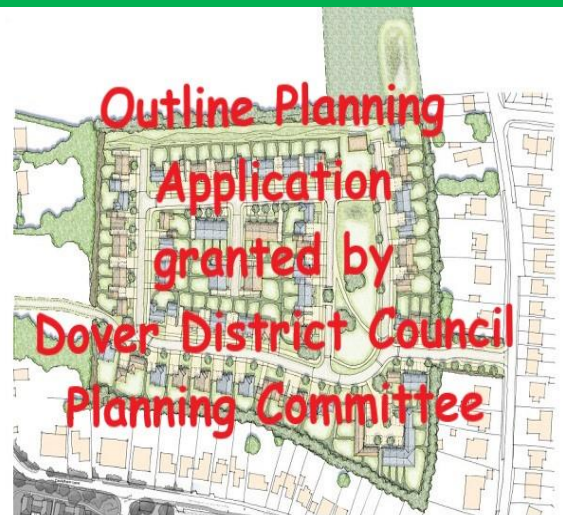 Outline Planning
Application
granted by
Dover District Council
Planning Committee